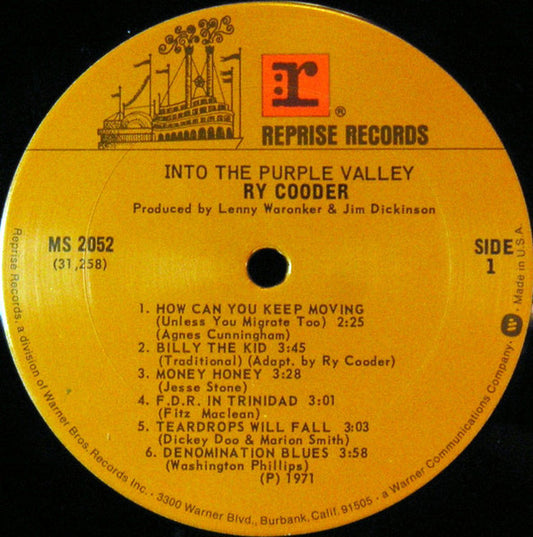 r
®
REPRISE RECORDS
INTO THE PURPLE VALLEY
RY COODER
Produced by Lenny Waronker & Jim Dickinson
MS 2052
(31,258)
SIDE
1
1. HOW CAN YOU KEEP MOVING
(Unless You Migrate Too) 2:25
(Agnes Cunningham)
2. BILLY THE KID 3:45
(Traditional) (Adapt. by Ry Cooder)
3. MONEY HONEY 3:28
(Jesse Stone)
4. F.D.R. IN TRINIDAD 3:01
(Fitz Maclean)
5. TEARDROPS WILL FALL 3:03
(Dickey Doo & Marion Smith)
6. DENOMINATION BLUES 3:58
(Washington Phillips)
(P) 1971
Reprise Records, a division of Warner Bros. Records Inc. • 3300 Warner Blvd., Burbank, Calif. 91505 • a Warner Communications Company • W • Made in U.S.A.